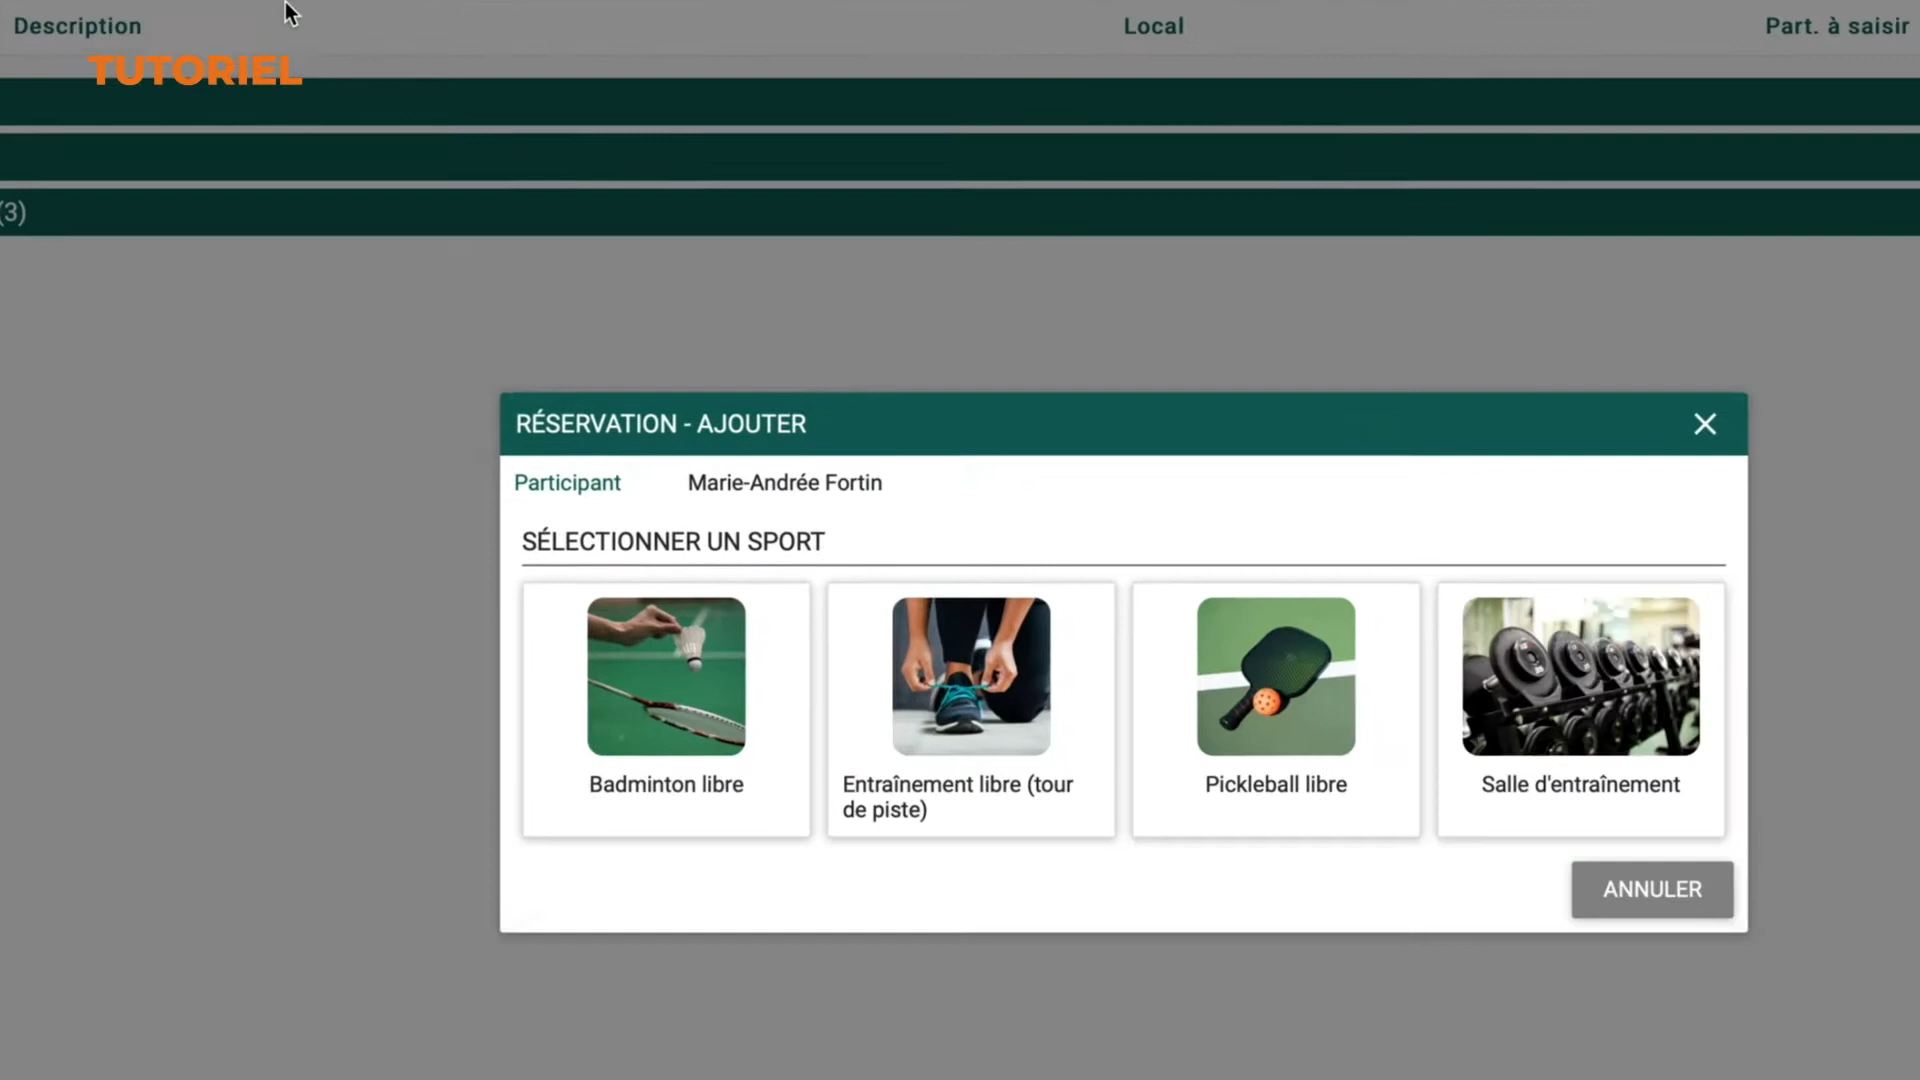 Description
Local
Part. à saisir
TUTORIEL
(3)
RÉSERVATION - AJOUTER
Participant
Marie-Andrée Fortin
SÉLECTIONNER UN SPORT
Badminton libre
Entraînement libre (tour
de piste)
Pickleball libre
Salle d'entraînement
ANNULER